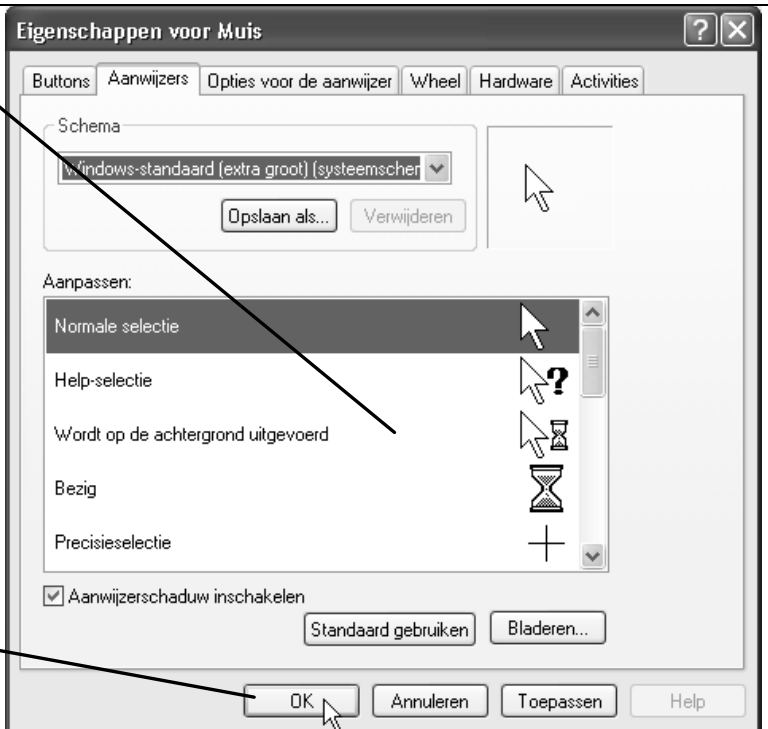 Eigenschappen voor Muis
Buttons Aanwijzers Opties voor de aanwijzer Wheel Hardware Activities
Schema
Windows-standaard (extra groot) (systeemscher
Opslaan als... Verwijderen
Aanpassen:
Normale selectie
Help-selectie
Wordt op de achtergrond uitgevoerd
Bezig
Precisieselectie
Aanwijzerschaduw inschakelen
Standaard gebruiken Bladeren...
OK Annuleren Toepassen Help